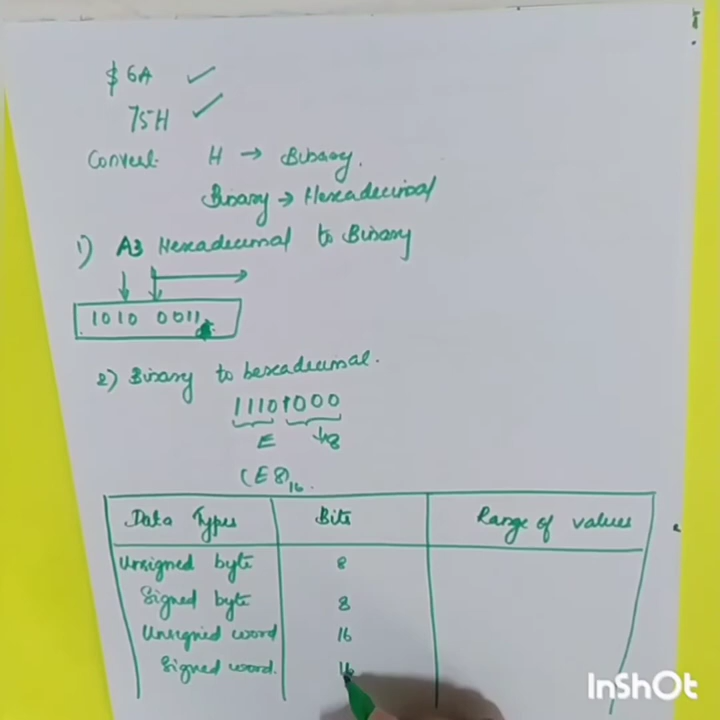 $ 6A
75H
Convert H → Binary.
Binary → Hexadecimal
1) A3 Hexadecimal to Binary
1010 0011
2) Binary to hexadecimal.
11101000
E 8
(E8)16.
Data Types Bits Range of values
Unsigned byte 8
Signed byte 8
Unsigned word 16
Signed word. 16
InShOt